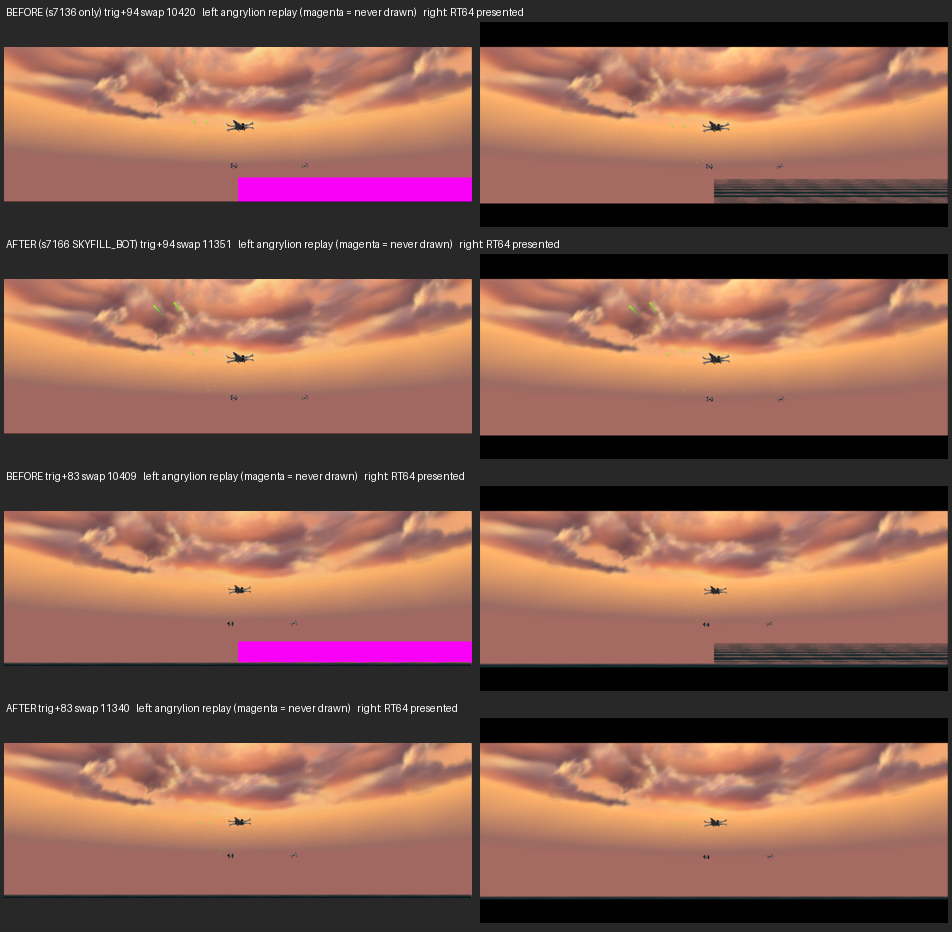 BEFORE (s7136 only) trig+94 swap 10420 left: angrylion replay (magenta = never drawn) right: RT64 presented
AFTER (s7166 SKYFILL_BOT) trig+94 swap 11351 left: angrylion replay (magenta = never drawn) right: RT64 presented
BEFORE trig+83 swap 10409 left: angrylion replay (magenta = never drawn) right: RT64 presented
AFTER trig+83 swap 11340 left: angrylion replay (magenta = never drawn) right: RT64 presented